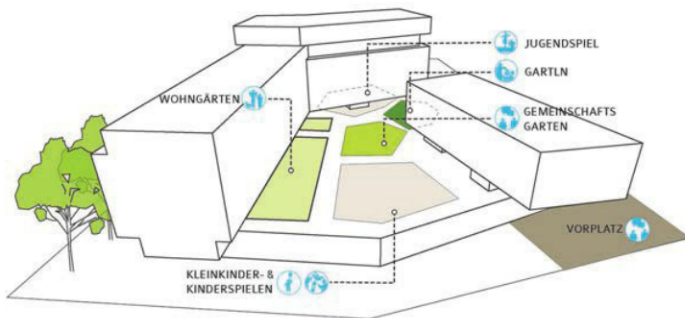 JUGENDSPIEL
GARTLN
WOHNGÄRTEN
GEMEINSCHAFTS
GARTEN
VORPLATZ
KLEINKINDER- &
KINDERSPIELEN